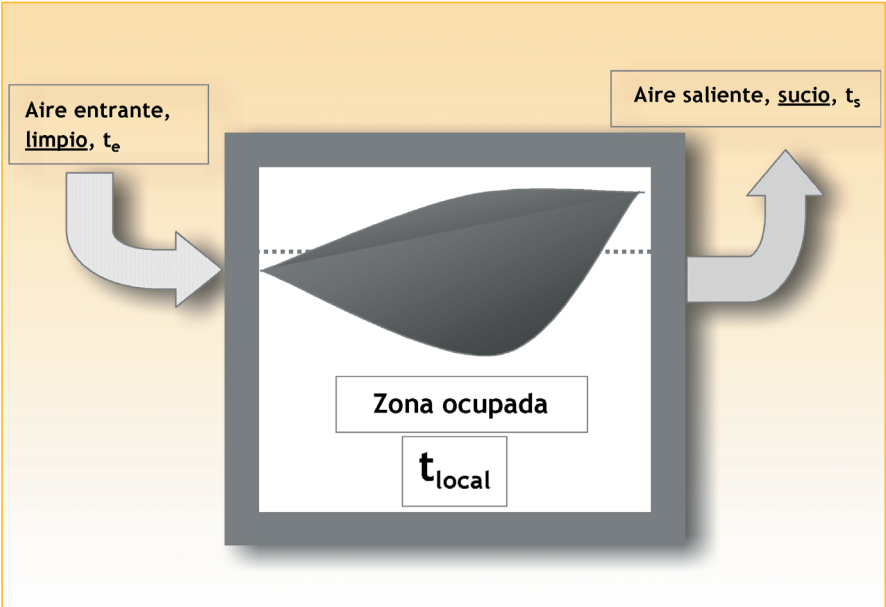 Aire entrante,
limpio, te
Aire saliente, sucio, ts
Zona ocupada
tlocal